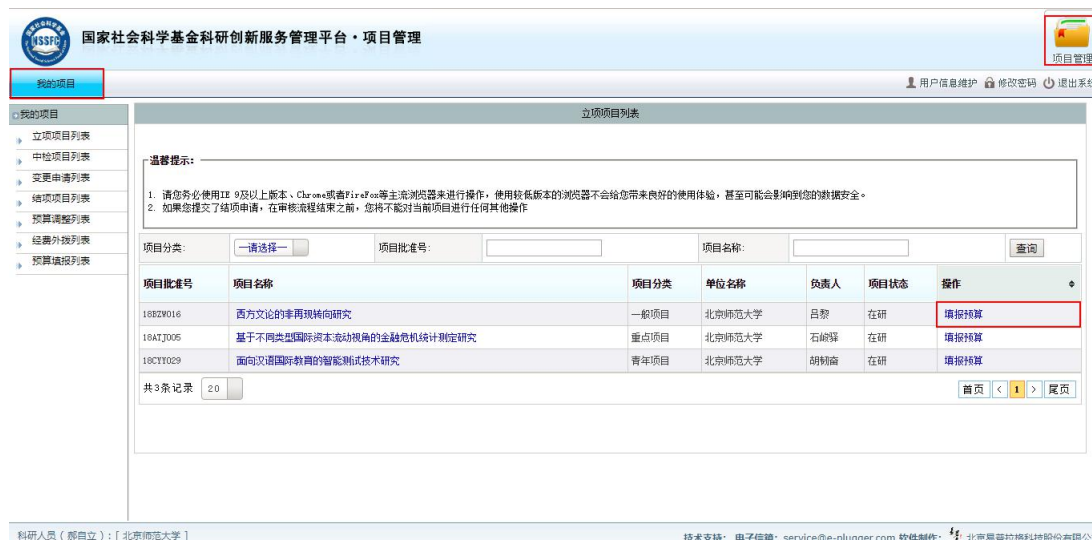 NSSFC
国家社会科学基金科研创新服务管理平台·项目管理
项目管理
我的项目
用户信息维护 修改密码 退出系统
我的项目
立项项目列表
中检项目列表
变更申请列表
结项项目列表
预算调整列表
经费外拨列表
预算填报列表
立项项目列表
温馨提示:
1. 请您务必使用IE 9及以上版本、Chrome或者FireFox等主流浏览器来进行操作,使用较低版本的浏览器不会给您带来良好的使用体验,甚至可能会影响到您的数据安全。
2. 如果您提交了结项申请,在审核流程结束之前,您将不能对当前项目进行任何其他操作
项目分类: —请选择— 项目批准号: 项目名称: 查询
项目批准号 项目名称 项目分类 单位名称 负责人 项目状态 操作
18BZW016 西方文论的非再现转向研究 一般项目 北京师范大学 吕黎 在研 填报预算
18ATJ005 基于不同类型国际资本流动视角的金融危机统计测定研究 重点项目 北京师范大学 石峻驿 在研 填报预算
18CYY029 面向汉语国际教育的智能测试技术研究 青年项目 北京师范大学 胡韧奋 在研 填报预算
共3条记录 20 首页 < 1 > 尾页
科研人员(郝自立):[ 北京师范大学 ]
技术支持: 电子信箱: service@e-plugger.com 软件制作: 北京易普拉格科技股份有限公